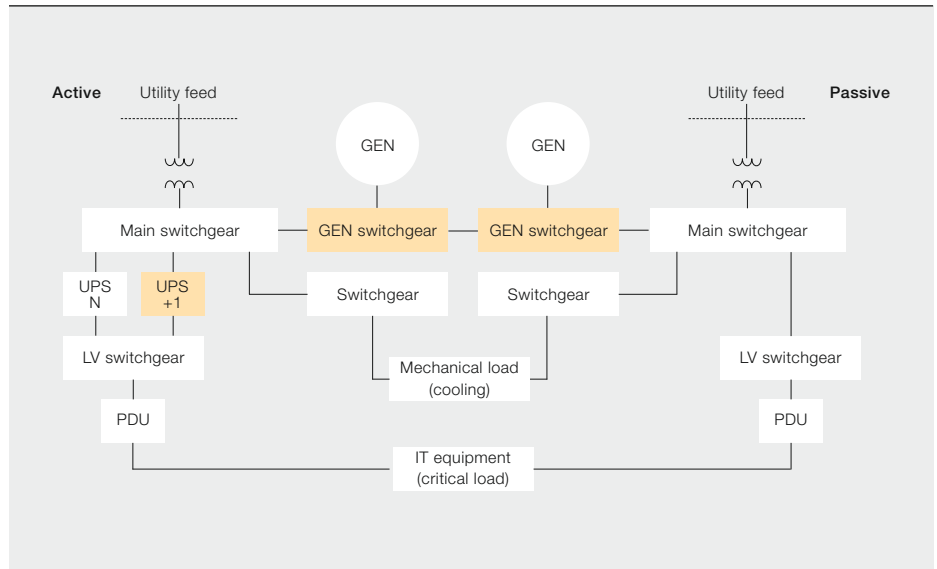 Active
Utility feed
Utility feed
Passive
GEN
GEN
Main switchgear
GEN switchgear
GEN switchgear
Main switchgear
UPS
N
UPS
+1
Switchgear
Switchgear
LV switchgear
Mechanical load
(cooling)
LV switchgear
PDU
PDU
IT equipment
(critical load)